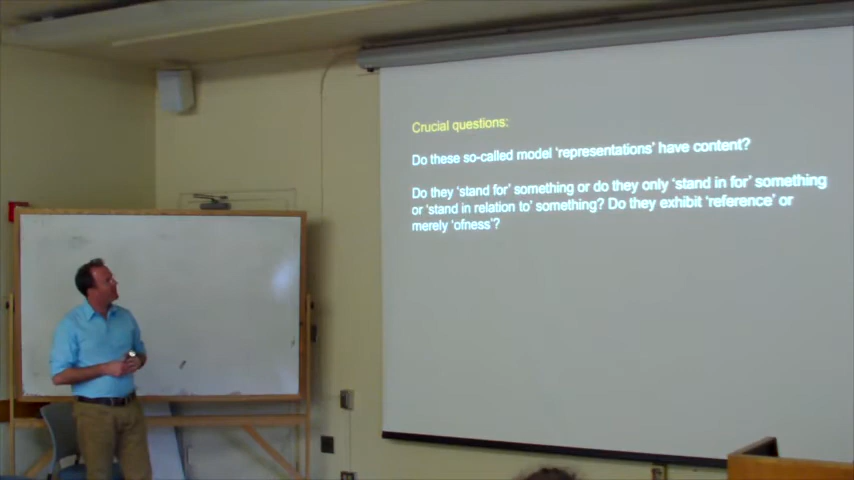 Crucial questions:
Do these so-called model ‘representations’ have content?
Do they ‘stand for’ something or do they only ‘stand in for’ something
or ‘stand in relation to’ something? Do they exhibit ‘reference’ or
merely ‘ofness’?